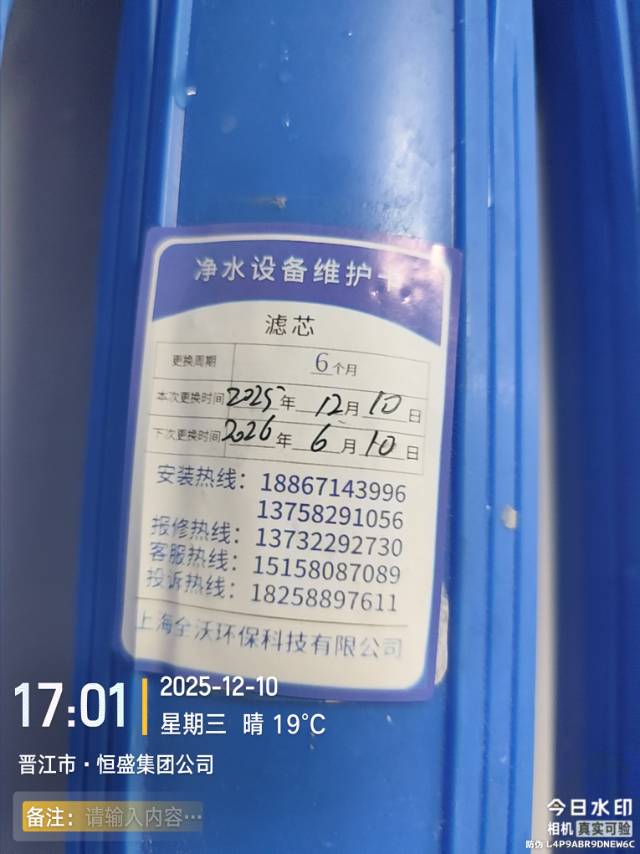 净水设备维护卡
滤芯
更换周期 6个月
本次更换时间 2025年 12月 10日
下次更换时间 2026年 6月 10日
安装热线: 18867143996
13758291056
报修热线: 13732292730
客服热线: 15158087089
投诉热线: 18258897611
上海全沃环保科技有限公司
17:01
2025-12-10
星期三 晴 19°C
晋江市·恒盛集团公司
备注: 请输入内容…
今日水印
相机 真实可验
防伪 L4P9ABR9DNEW6C